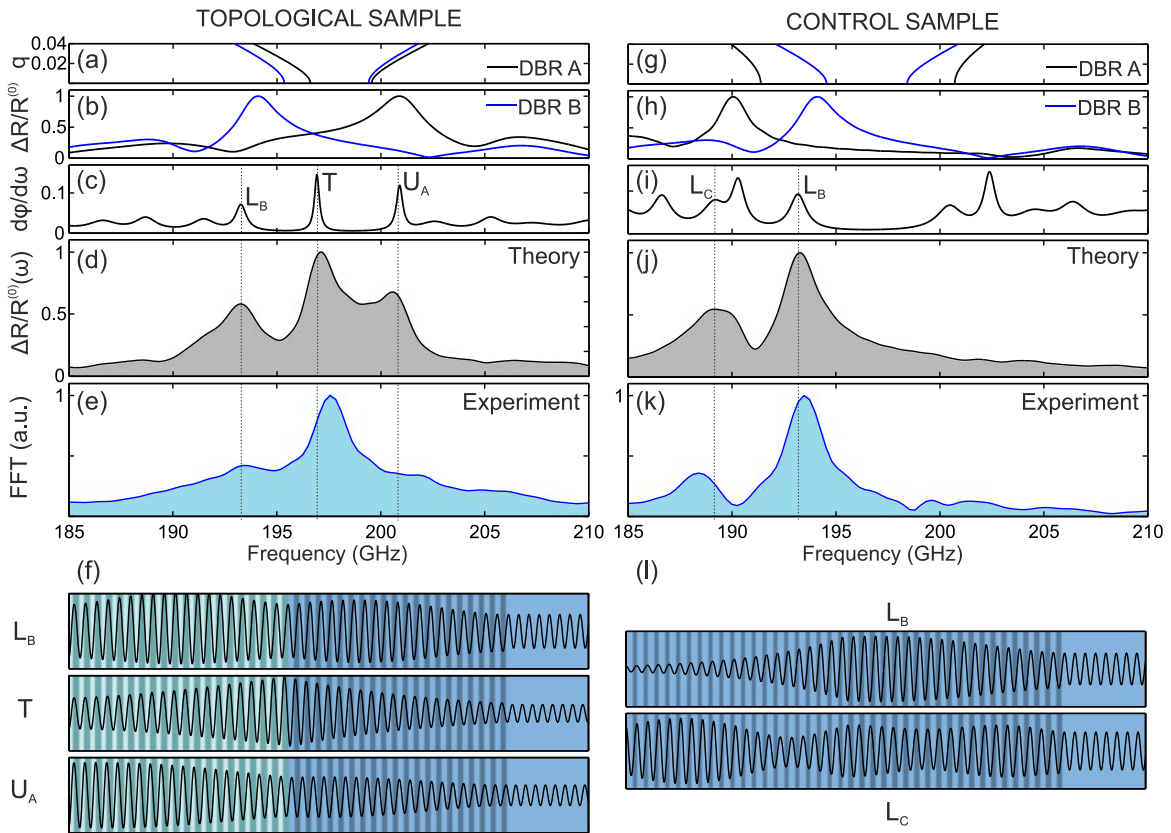 TOPOLOGICAL SAMPLE
CONTROL SAMPLE
(a)
q
0.04
0.02
DBR A
(b)
ΔR/R(0)
1
0.5
0
DBR B
(c)
dφ/dω
0.1
0
LB
T
UA
(d)
ΔR/R(0)(ω)
1
0.5
0
Theory
(e)
FFT (a.u.)
1
Experiment
185
190
195
200
205
210
Frequency (GHz)
(f)
LB
T
UA
(g)
DBR A
(h)
DBR B
(i)
LC
LB
(j)
Theory
(k)
1
Experiment
185
190
195
200
205
210
Frequency (GHz)
(l)
LB
LC